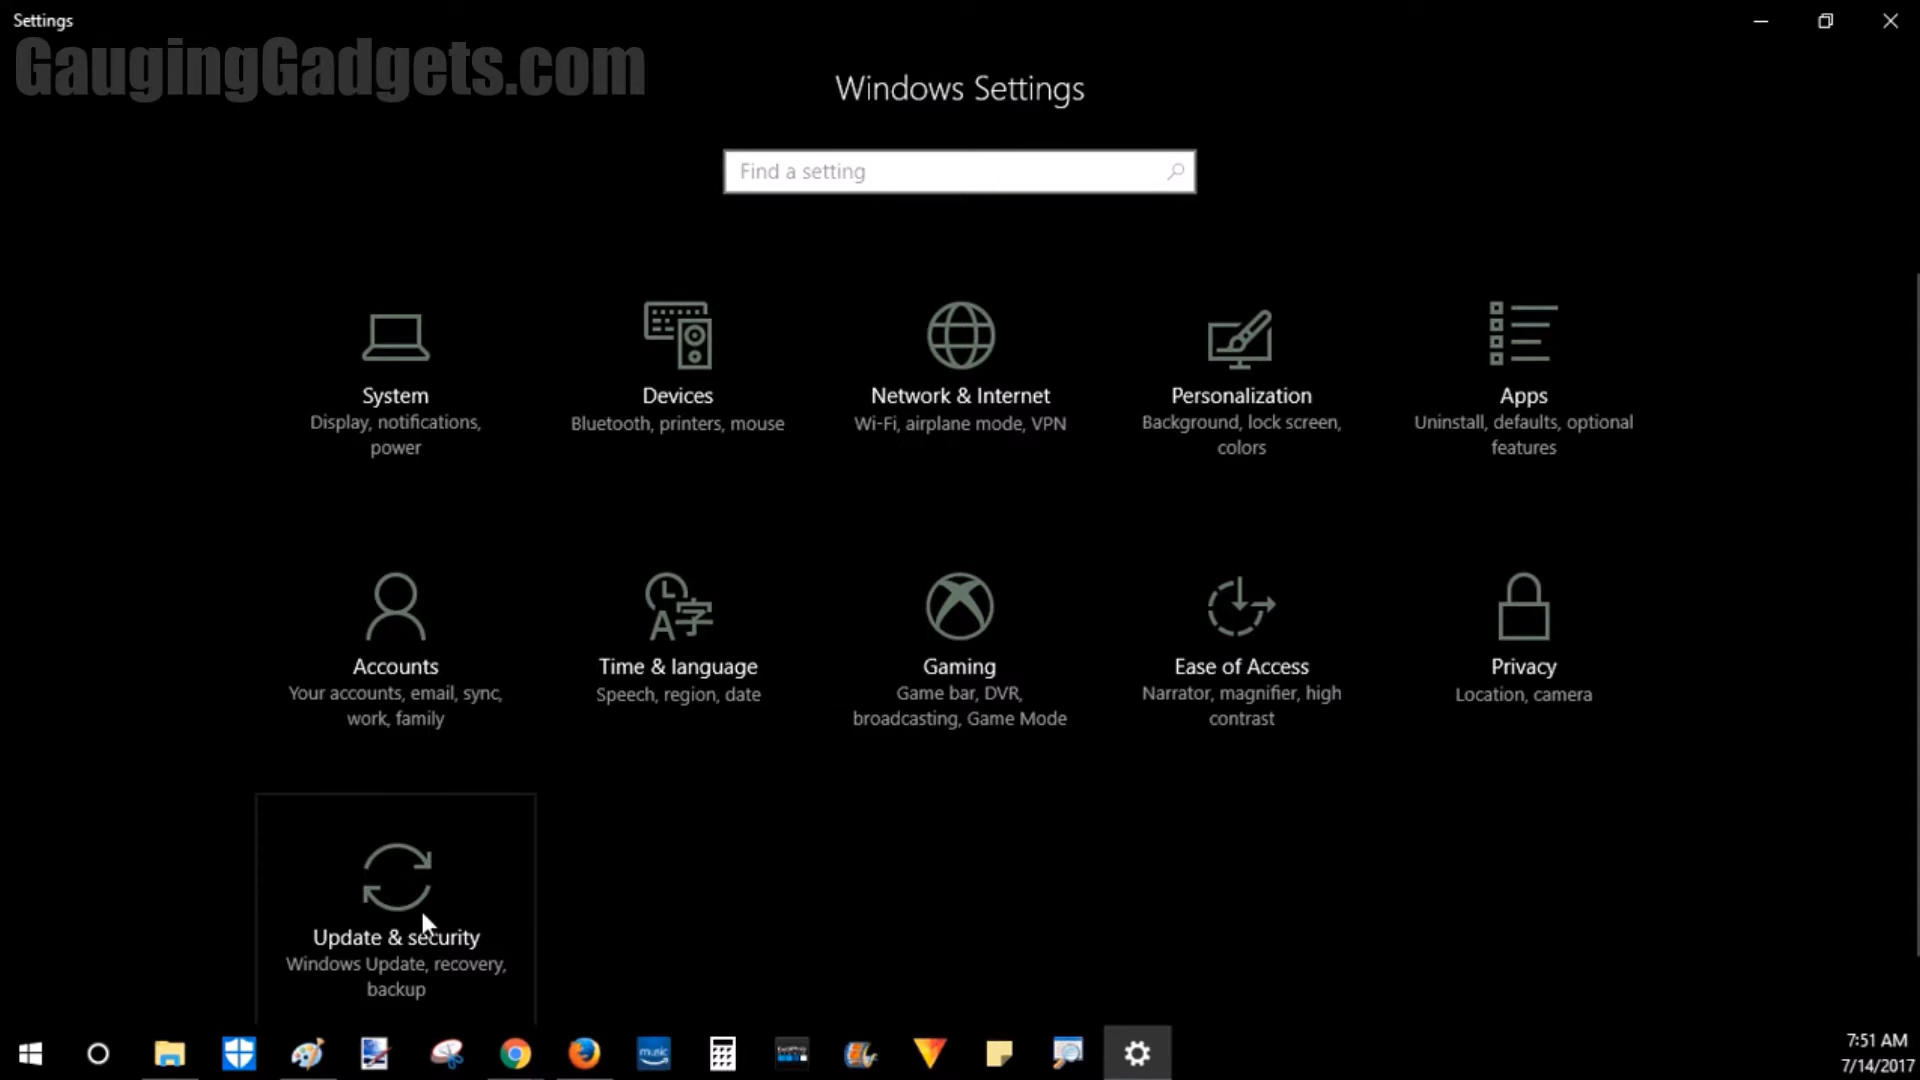 Settings
GaugingGadgets.com
Windows Settings
Find a setting
System
Display, notifications,
power
Devices
Bluetooth, printers, mouse
Network & Internet
Wi-Fi, airplane mode, VPN
Personalization
Background, lock screen,
colors
Apps
Uninstall, defaults, optional
features
Accounts
Your accounts, email, sync,
work, family
Time & language
Speech, region, date
Gaming
Game bar, DVR,
broadcasting, Game Mode
Ease of Access
Narrator, magnifier, high
contrast
Privacy
Location, camera
Update & security
Windows Update, recovery,
backup
music
7:51 AM
7/14/2017